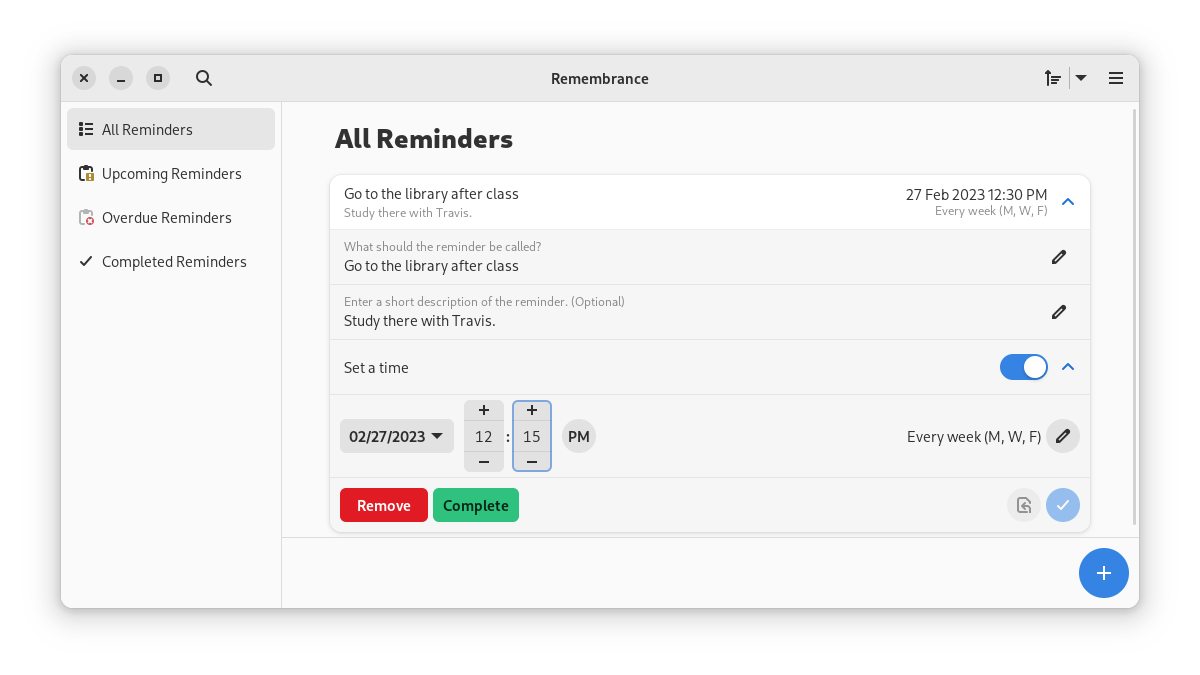 Remembrance
All Reminders
Upcoming Reminders
Overdue Reminders
Completed Reminders
All Reminders
Go to the library after class
Study there with Travis.
27 Feb 2023 12:30 PM
Every week (M, W, F)
What should the reminder be called?
Go to the library after class
Enter a short description of the reminder. (Optional)
Study there with Travis.
Set a time
02/27/2023 12 : 15 PM Every week (M, W, F)
Remove Complete